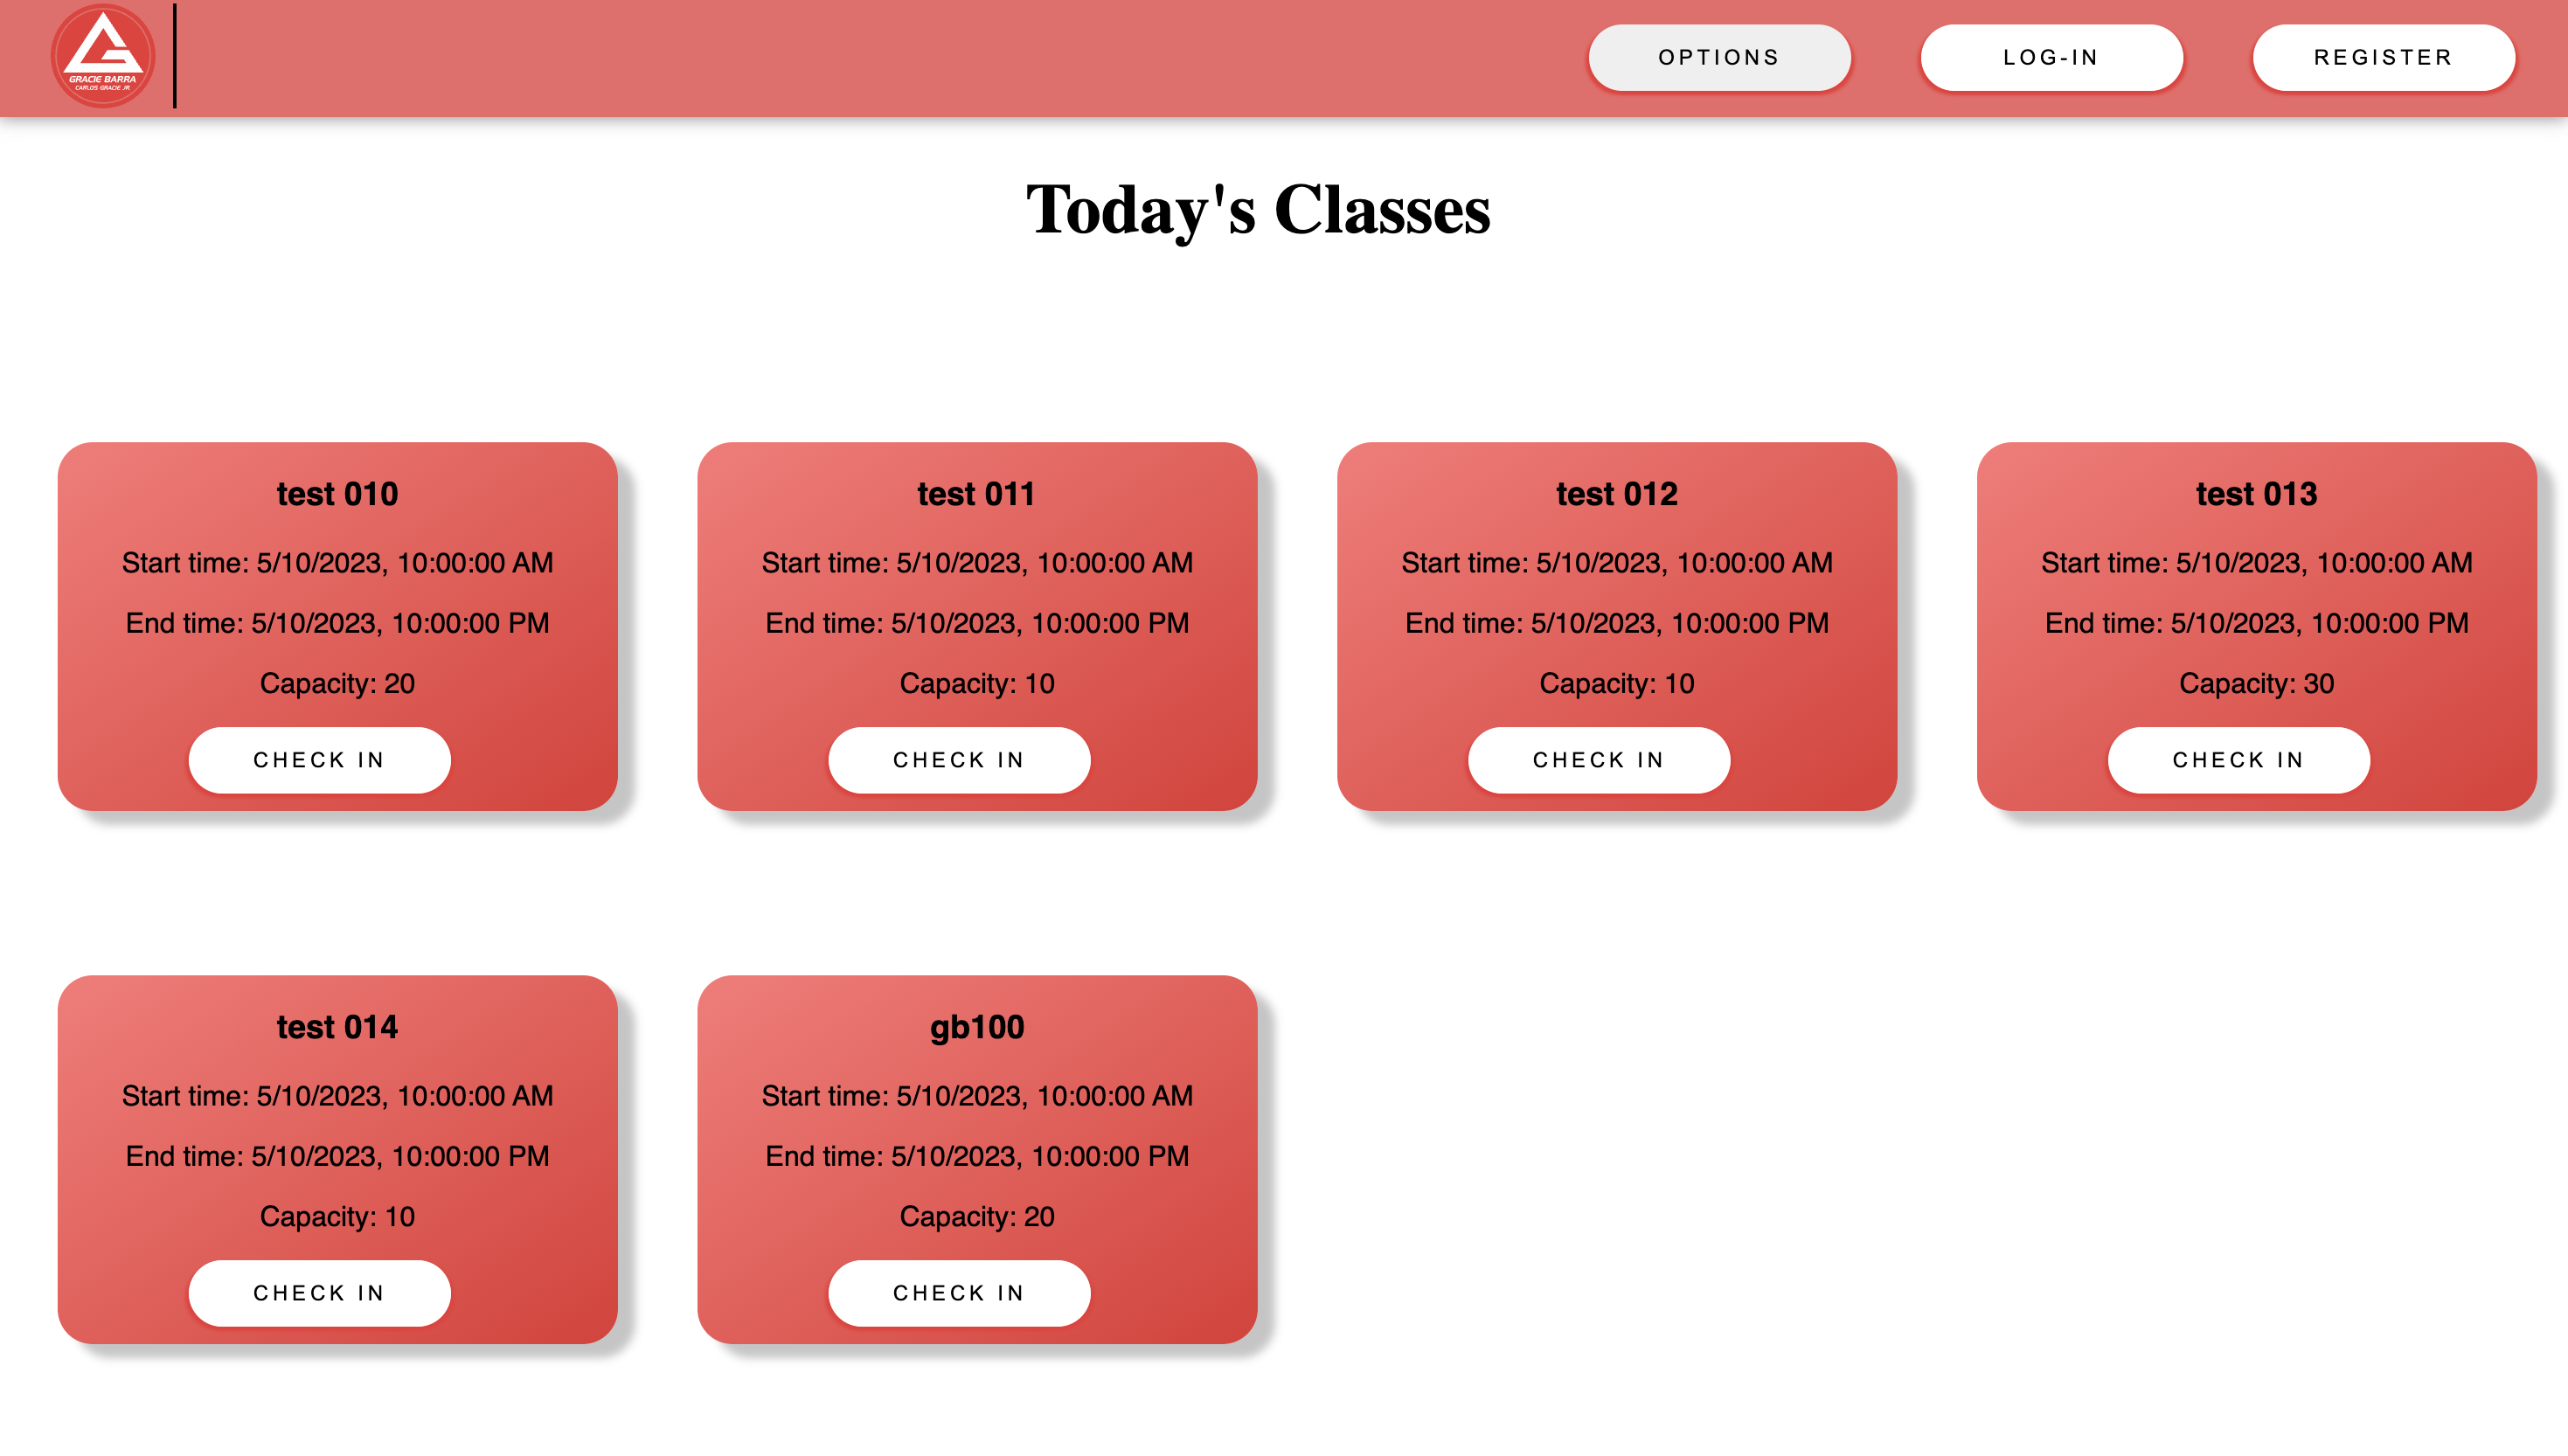 GRACIE BARRA
CARLOS GRACIE JR.
OPTIONS
LOG-IN
REGISTER
Today's Classes
test 010
Start time: 5/10/2023, 10:00:00 AM
End time: 5/10/2023, 10:00:00 PM
Capacity: 20
CHECK IN
test 011
Start time: 5/10/2023, 10:00:00 AM
End time: 5/10/2023, 10:00:00 PM
Capacity: 10
CHECK IN
test 012
Start time: 5/10/2023, 10:00:00 AM
End time: 5/10/2023, 10:00:00 PM
Capacity: 10
CHECK IN
test 013
Start time: 5/10/2023, 10:00:00 AM
End time: 5/10/2023, 10:00:00 PM
Capacity: 30
CHECK IN
test 014
Start time: 5/10/2023, 10:00:00 AM
End time: 5/10/2023, 10:00:00 PM
Capacity: 10
CHECK IN
gb100
Start time: 5/10/2023, 10:00:00 AM
End time: 5/10/2023, 10:00:00 PM
Capacity: 20
CHECK IN